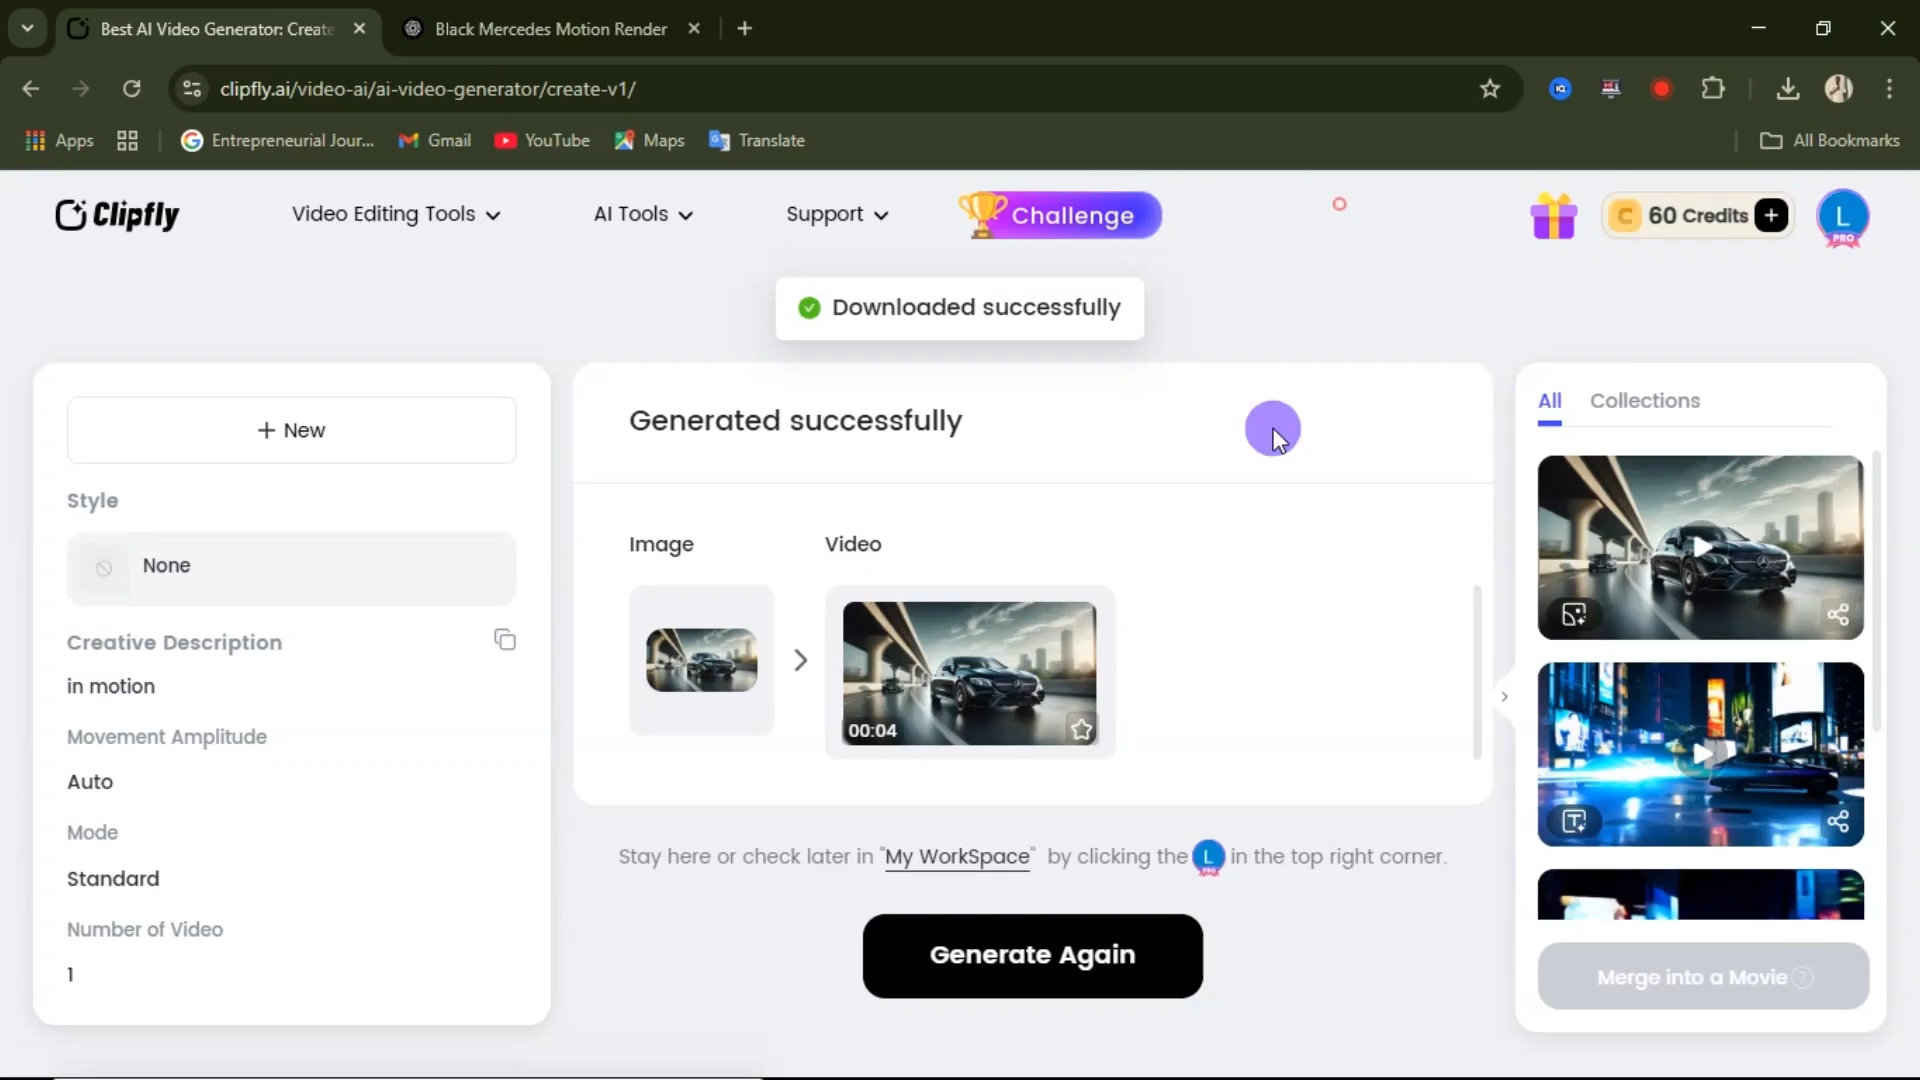 Best AI Video Generator: Create
Black Mercedes Motion Render
clipfly.ai/video-ai/ai-video-generator/create-v1/
Apps
Entrepreneurial Jour...
Gmail
YouTube
Maps
Translate
All Bookmarks
Clipfly
Video Editing Tools
AI Tools
Support
Challenge
C 60 Credits +
L
PRO
Downloaded successfully
+ New
Style
None
Creative Description
in motion
Movement Amplitude
Auto
Mode
Standard
Number of Video
1
Generated successfully
Image
Video
00:04
Stay here or check later in "My WorkSpace" by clicking the L in the top right corner.
PRO
Generate Again
All
Collections
Merge into a Movie ?